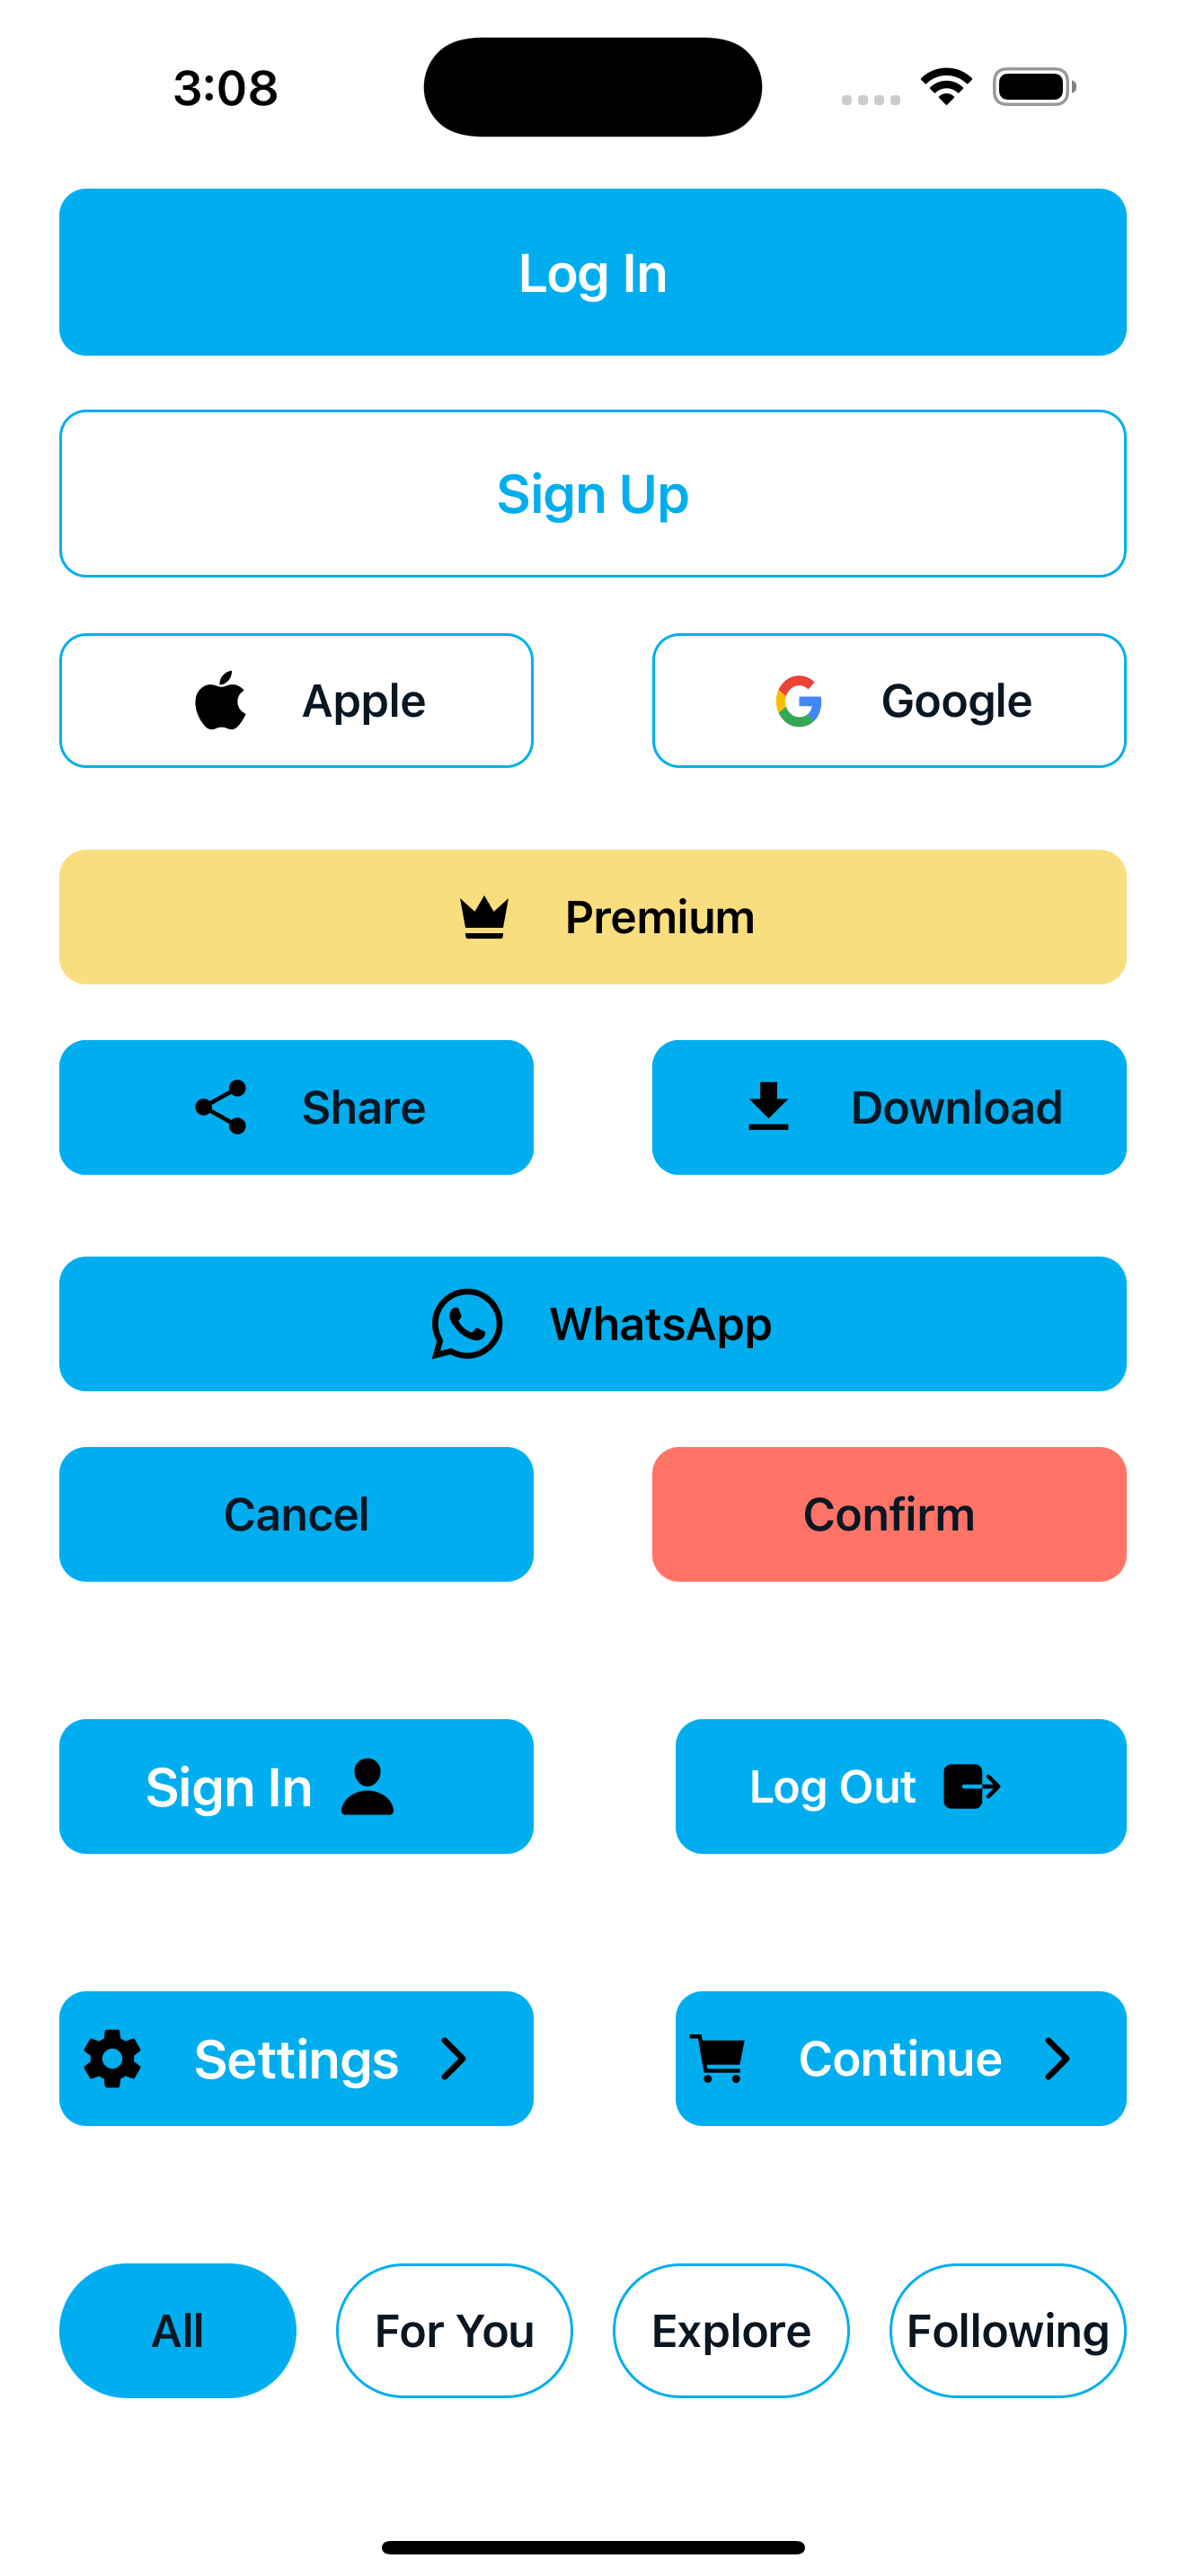 3:08
Log In
Sign Up
Apple
Google
Premium
Share
Download
WhatsApp
Cancel
Confirm
Sign In
Log Out
Settings
Continue
All
For You
Explore
Following